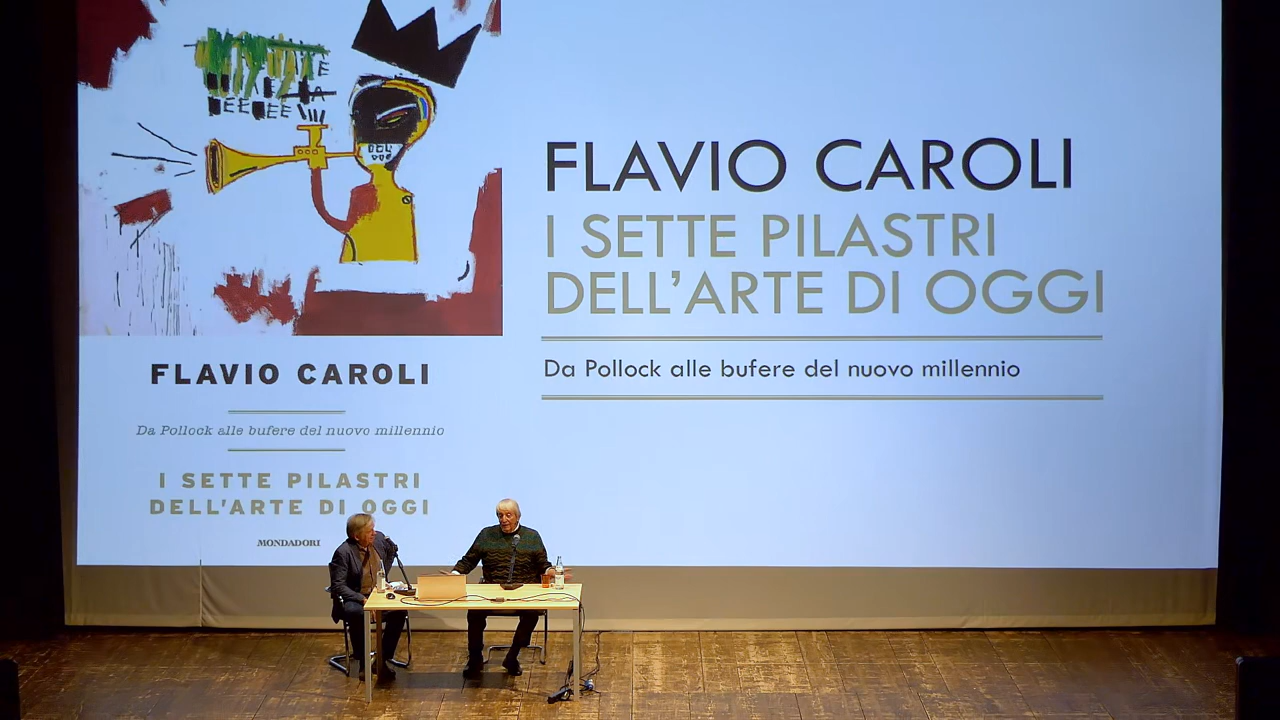 FLAVIO CAROLI
I SETTE PILASTRI
DELL'ARTE DI OGGI
Da Pollock alle bufere del nuovo millennio
FLAVIO CAROLI
Da Pollock alle bufere del nuovo millennio
I SETTE PILASTRI
DELL'ARTE DI OGGI
MONDADORI